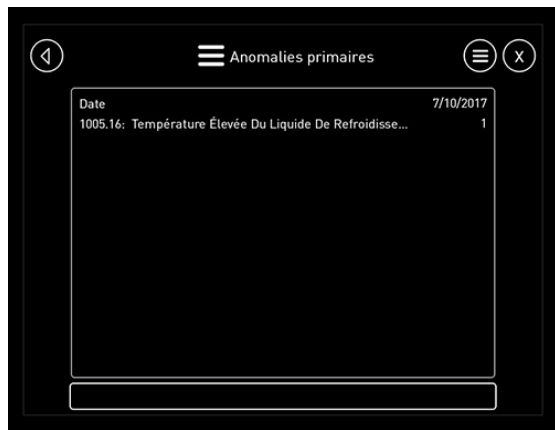 Anomalies primaires
X
Date 7/10/2017
1005.16: Température Élevée Du Liquide De Refroidisse... 1